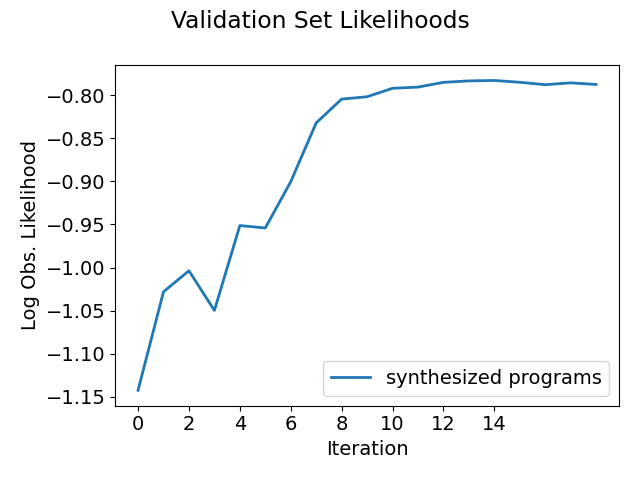 Validation Set Likelihoods
Log Obs. Likelihood
−0.80
−0.85
−0.90
−0.95
−1.00
−1.05
−1.10
−1.15
synthesized programs
0 2 4 6 8 10 12 14
Iteration